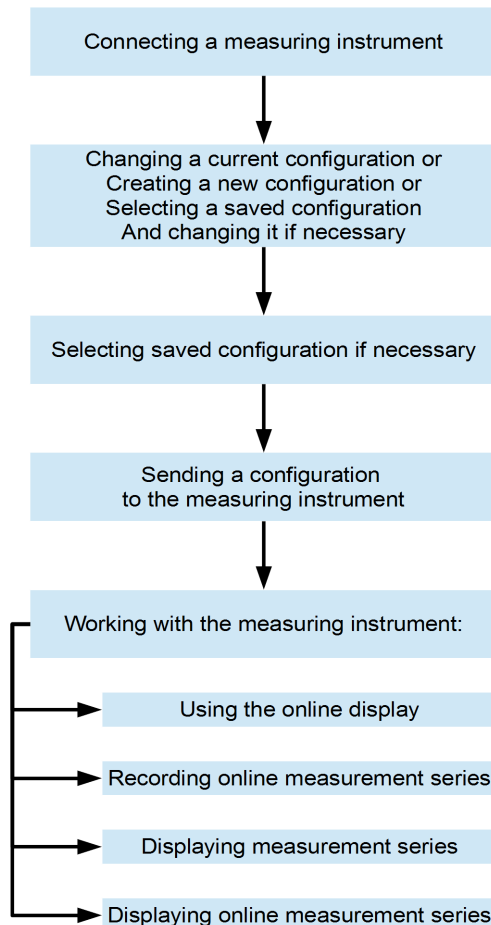 Connecting a measuring instrument
Changing a current configuration or
Creating a new configuration or
Selecting a saved configuration
And changing it if necessary
Selecting saved configuration if necessary
Sending a configuration
to the measuring instrument
Working with the measuring instrument:
Using the online display
Recording online measurement series
Displaying measurement series
Displaying online measurement series